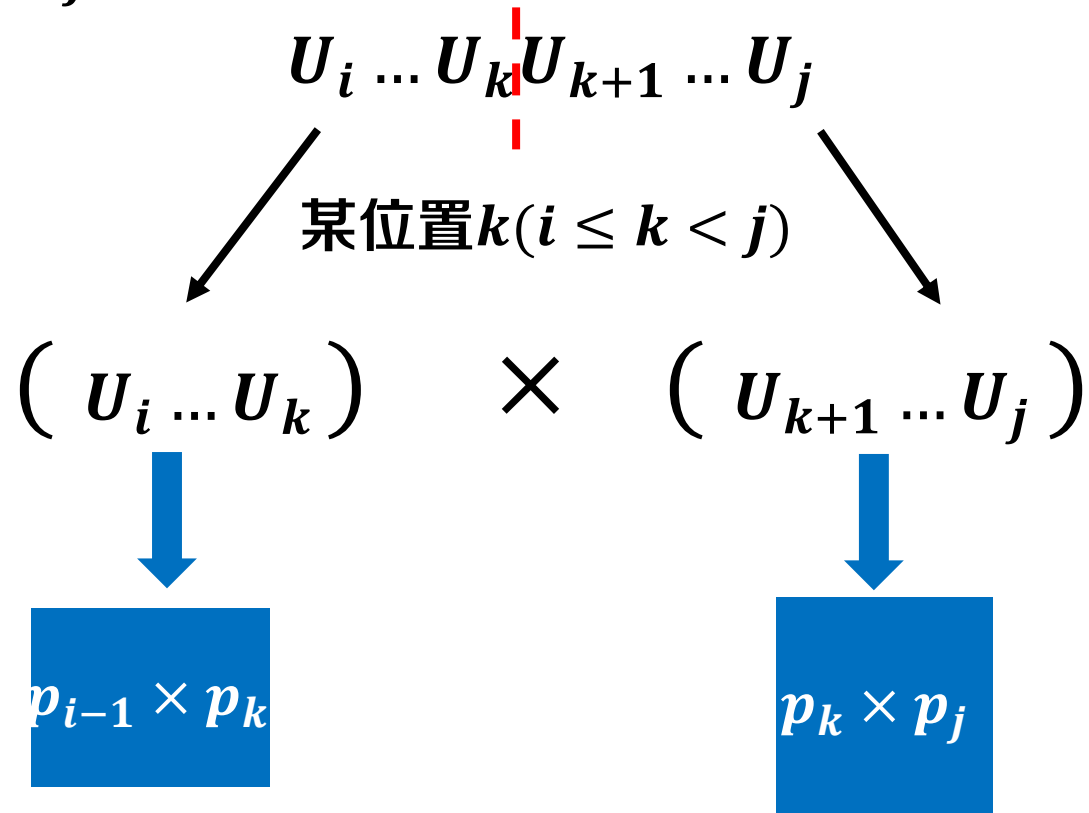 U_i … U_k U_{k+1} … U_j
某位置k(i ≤ k < j)
( U_i … U_k ) × ( U_{k+1} … U_j )
p_{i−1} × p_k
p_k × p_j